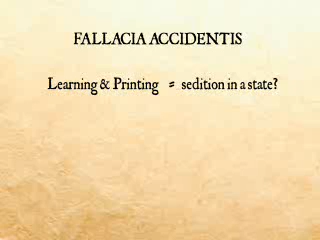 FALLACIA ACCIDENTIS
Learning & Printing = sedition in a state?